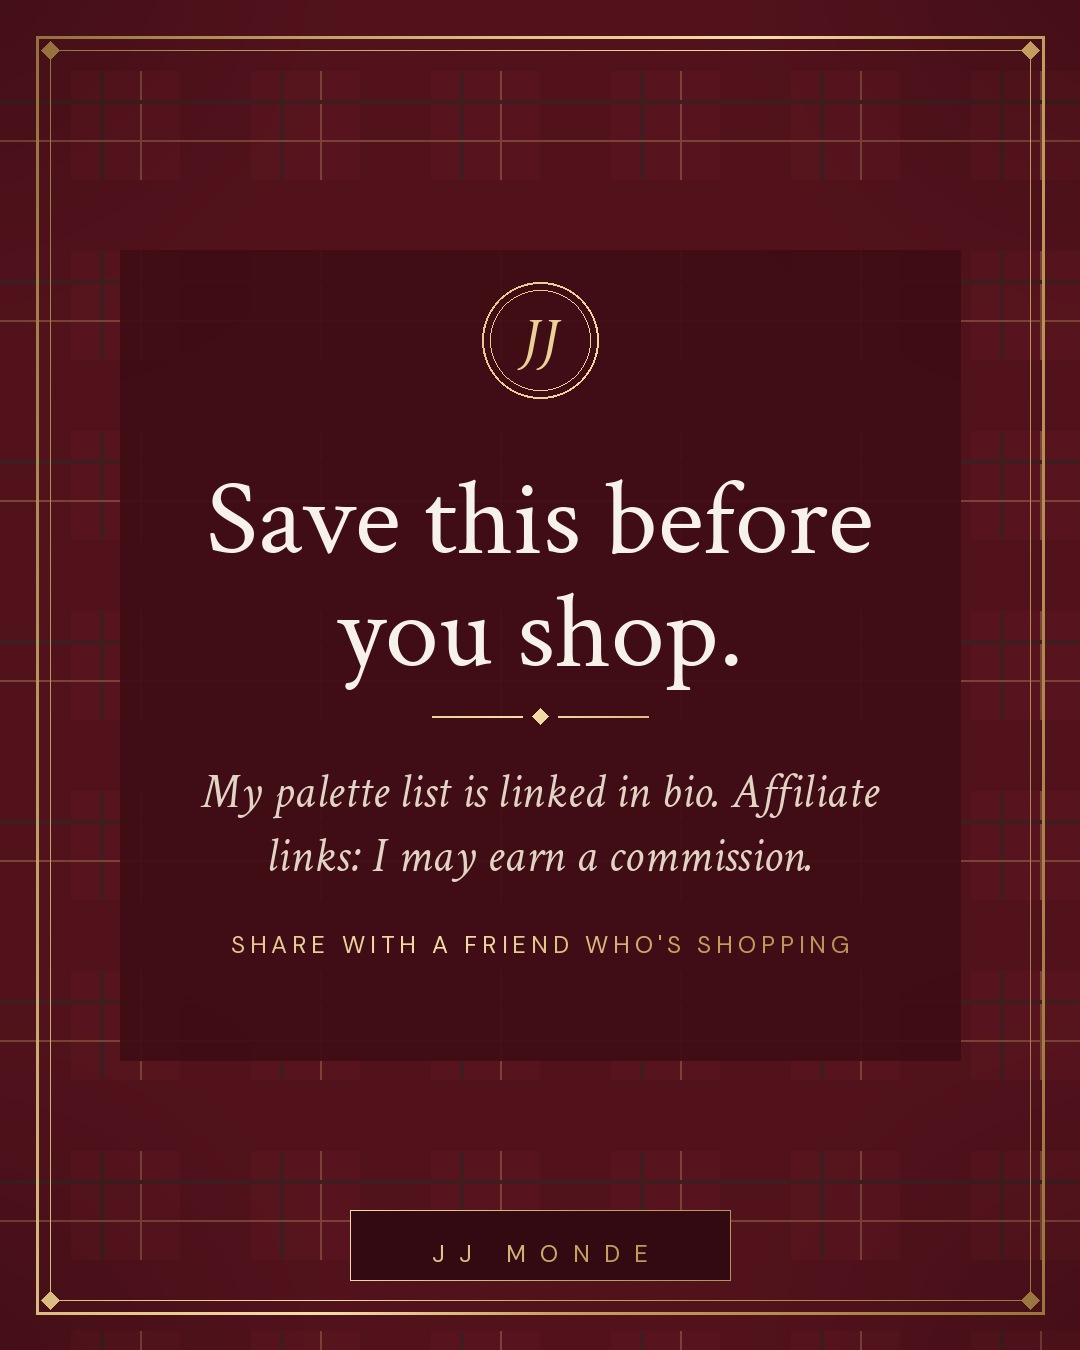 JJ
Save this before
you shop.
My palette list is linked in bio. Affiliate
links: I may earn a commission.
SHARE WITH A FRIEND WHO'S SHOPPING
JJ MONDE